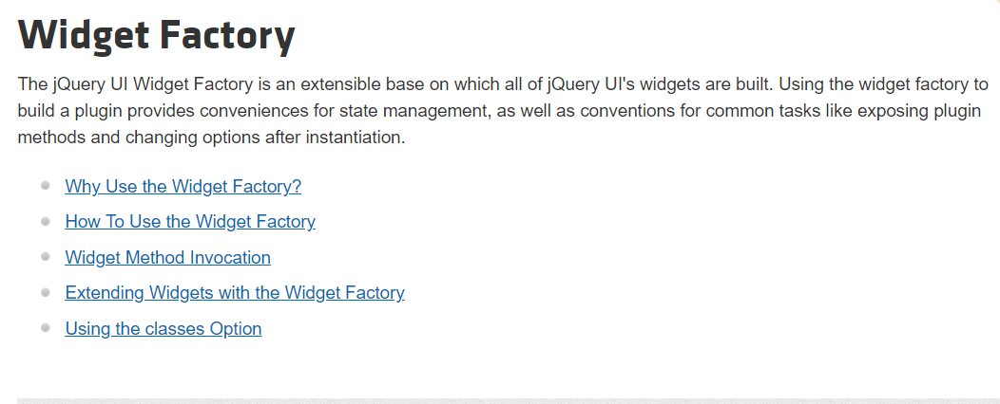 Widget Factory
The jQuery UI Widget Factory is an extensible base on which all of jQuery UI's widgets are built. Using the widget factory to
build a plugin provides conveniences for state management, as well as conventions for common tasks like exposing plugin
methods and changing options after instantiation.
Why Use the Widget Factory?
How To Use the Widget Factory
Widget Method Invocation
Extending Widgets with the Widget Factory
Using the classes Option